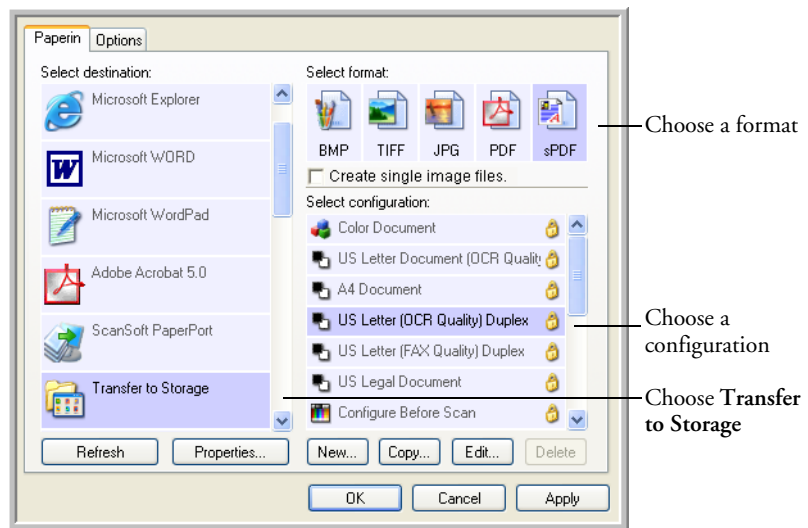 Paperin
Options
Select destination:
Microsoft Explorer
Microsoft WORD
Microsoft WordPad
Adobe Acrobat 5.0
ScanSoft PaperPort
Transfer to Storage
Refresh
Properties...
Select format:
BMP
TIFF
JPG
PDF
sPDF
Create single image files.
Select configuration:
Color Document
US Letter Document (OCR Quality
A4 Document
US Letter (OCR Quality) Duplex
US Letter (FAX Quality) Duplex
US Legal Document
Configure Before Scan
New...
Copy...
Edit...
Delete
OK
Cancel
Apply
Choose a format
Choose a
configuration
Choose Transfer
to Storage